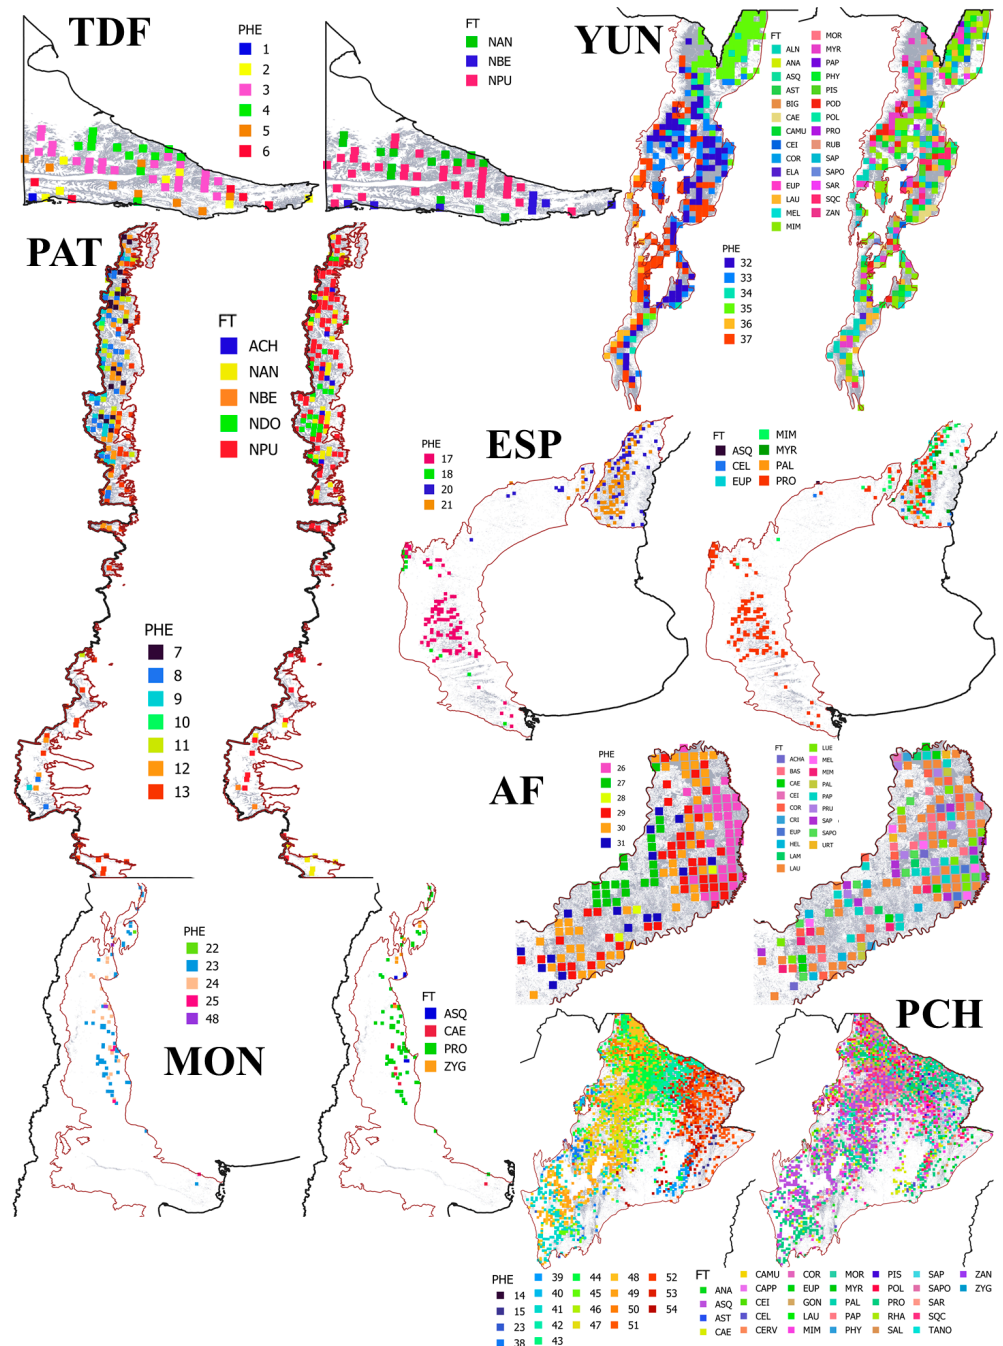 TDF
PHE
1
2
3
4
5
6
FT
NAN
NBE
NPU
YUN
FT
ALN
ANA
ASQ
AST
BIG
CAE
CAMU
CEI
COR
ELA
EUP
LAU
MEL
MIM
MOR
MYR
PAP
PHY
PIS
POD
POL
PRO
RUB
SAP
SAPO
SAR
SQC
ZAN
PHE
32
33
34
35
36
37
PAT
FT
ACH
NAN
NBE
NDO
NPU
PHE
7
8
9
10
11
12
13
ESP
PHE
17
18
20
21
FT
ASQ
CEL
EUP
MIM
MYR
PAL
PRO
AF
PHE
26
27
28
29
30
31
FT
ACHA
BAS
CAE
CEI
COR
CRI
EUP
HEL
LAM
LAU
LUE
MEL
MIM
PAL
PAP
PRU
SAP
SAPO
URT
MON
PHE
22
23
24
25
48
FT
ASQ
CAE
PRO
ZYG
PCH
PHE
14
15
23
38
39
40
41
42
43
44
45
46
47
48
49
50
51
52
53
54
FT
ANA
ASQ
AST
CAE
CAMU
CAPP
CEI
CEL
CERV
COR
EUP
GON
LAU
MIM
MOR
MYR
PAL
PAP
PHY
PIS
POL
PRO
RHA
SAL
SAP
SAPO
SAR
SQC
TANO
ZAN
ZYG